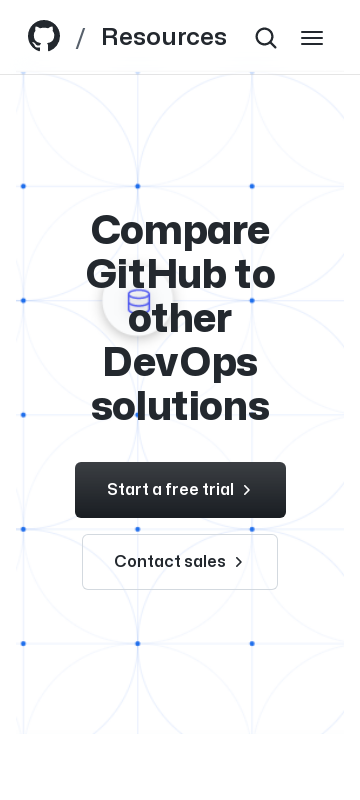 / Resources
Compare
GitHub to
other
DevOps
solutions
Start a free trial
Contact sales